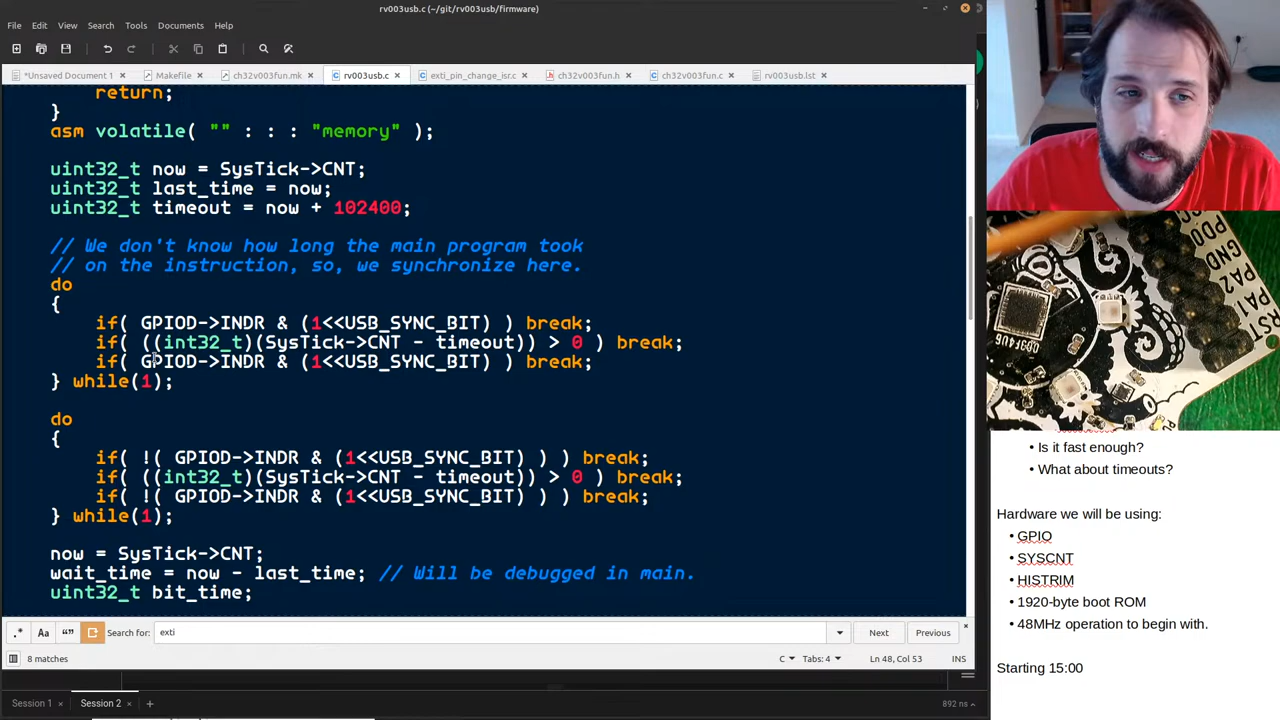 rv003usb.c (~/git/rv003usb/firmware)
File Edit View Search Tools Documents Help
*Unsaved Document 1 Makefile ch32v003fun.mk rv003usb.c exti_pin_change_isr.c ch32v003fun.h ch32v003fun.c rv003usb.lst
return;
}
asm volatile( "" : : : "memory" );
uint32_t now = SysTick->CNT;
uint32_t last_time = now;
uint32_t timeout = now + 102400;
// We don't know how long the main program took
// on the instruction, so, we synchronize here.
do
{
if( GPIOD->INDR & (1<<USB_SYNC_BIT) ) break;
if( ((int32_t)(SysTick->CNT - timeout)) > 0 ) break;
if( GPIOD->INDR & (1<<USB_SYNC_BIT) ) break;
} while(1);
do
{
if( !( GPIOD->INDR & (1<<USB_SYNC_BIT) ) ) break;
if( ((int32_t)(SysTick->CNT - timeout)) > 0 ) break;
if( !( GPIOD->INDR & (1<<USB_SYNC_BIT) ) ) break;
} while(1);
now = SysTick->CNT;
wait_time = now - last_time; // Will be debugged in main.
uint32_t bit_time;
.* Aa “” Search for: exti Next Previous
8 matches C Tabs: 4 Ln 48, Col 53 INS
Session 1 Session 2 892 ns
PD0
GND
PA2
PA1
RST
• Is it fast enough?
• What about timeouts?
Hardware we will be using:
• GPIO
• SYSCNT
• HISTRIM
• 1920-byte boot ROM
• 48MHz operation to begin with.
Starting 15:00